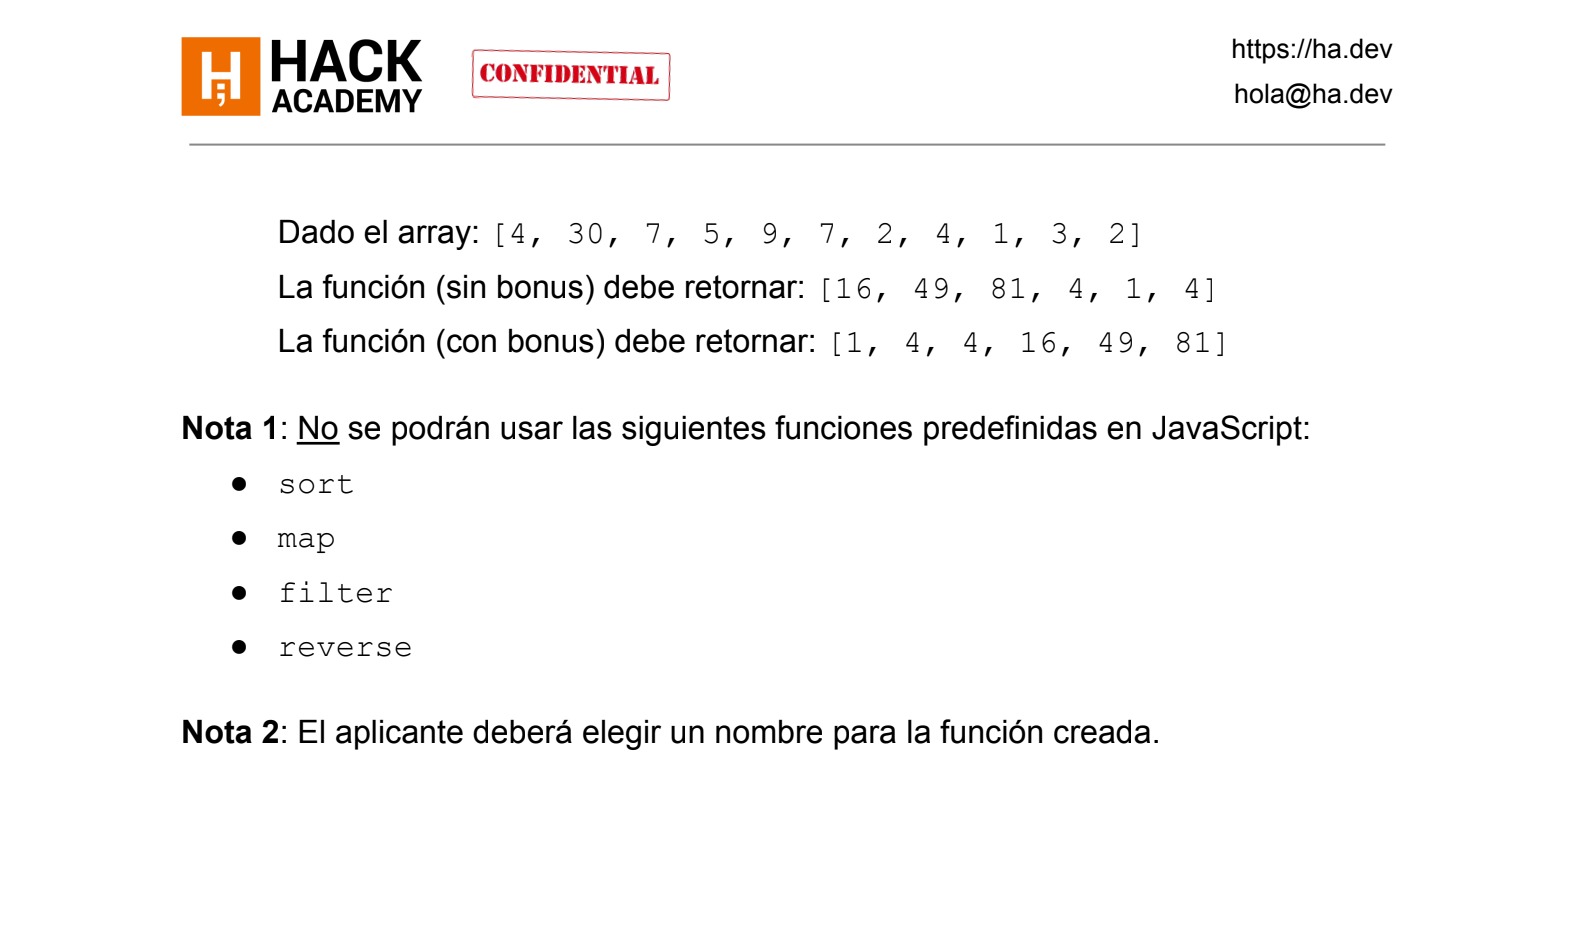 HACK
ACADEMY
CONFIDENTIAL
https://ha.dev
hola@ha.dev
Dado el array: [4, 30, 7, 5, 9, 7, 2, 4, 1, 3, 2]
La función (sin bonus) debe retornar: [16, 49, 81, 4, 1, 4]
La función (con bonus) debe retornar: [1, 4, 4, 16, 49, 81]
Nota 1: No se podrán usar las siguientes funciones predefinidas en JavaScript:
● sort
● map
● filter
● reverse
Nota 2: El aplicante deberá elegir un nombre para la función creada.